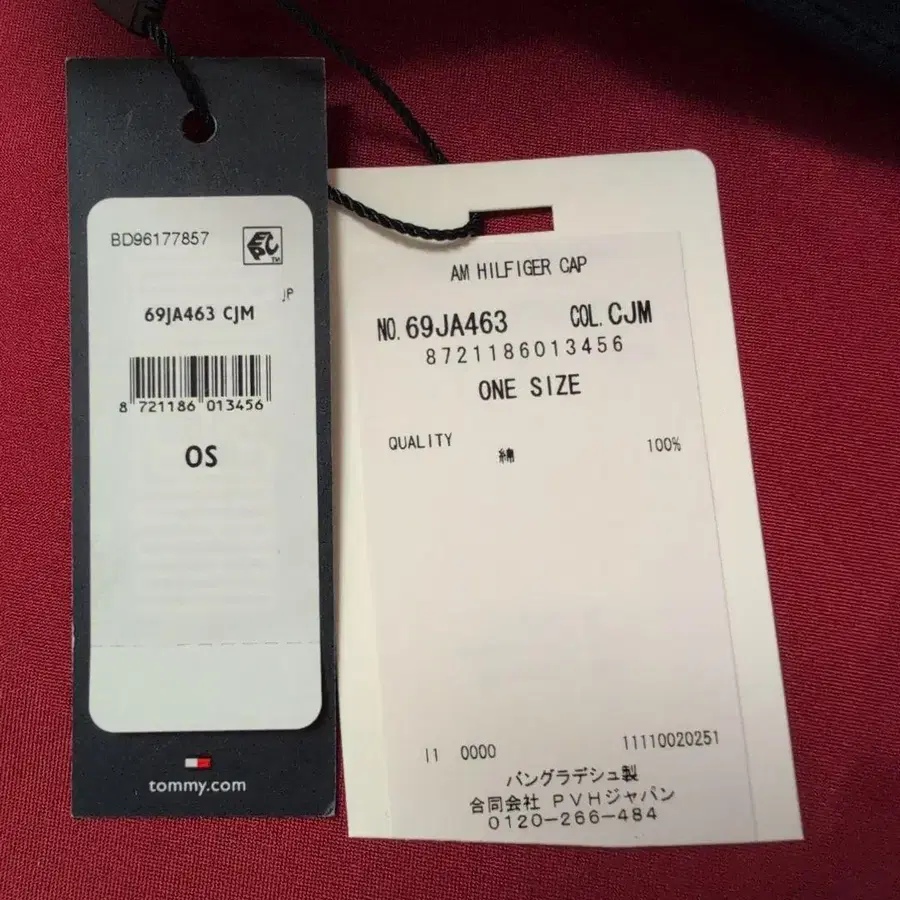 BD96177857
EPC
TM
JP
69JA463 CJM
8 721186 013456
OS
tommy.com
AM HILFIGER CAP
NO. 69JA463 COL. CJM
8721186013456
ONE SIZE
QUALITY
綿 100%
11 0000 11110020251
バングラデシュ製
合同会社 PVHジャパン
0120-266-484